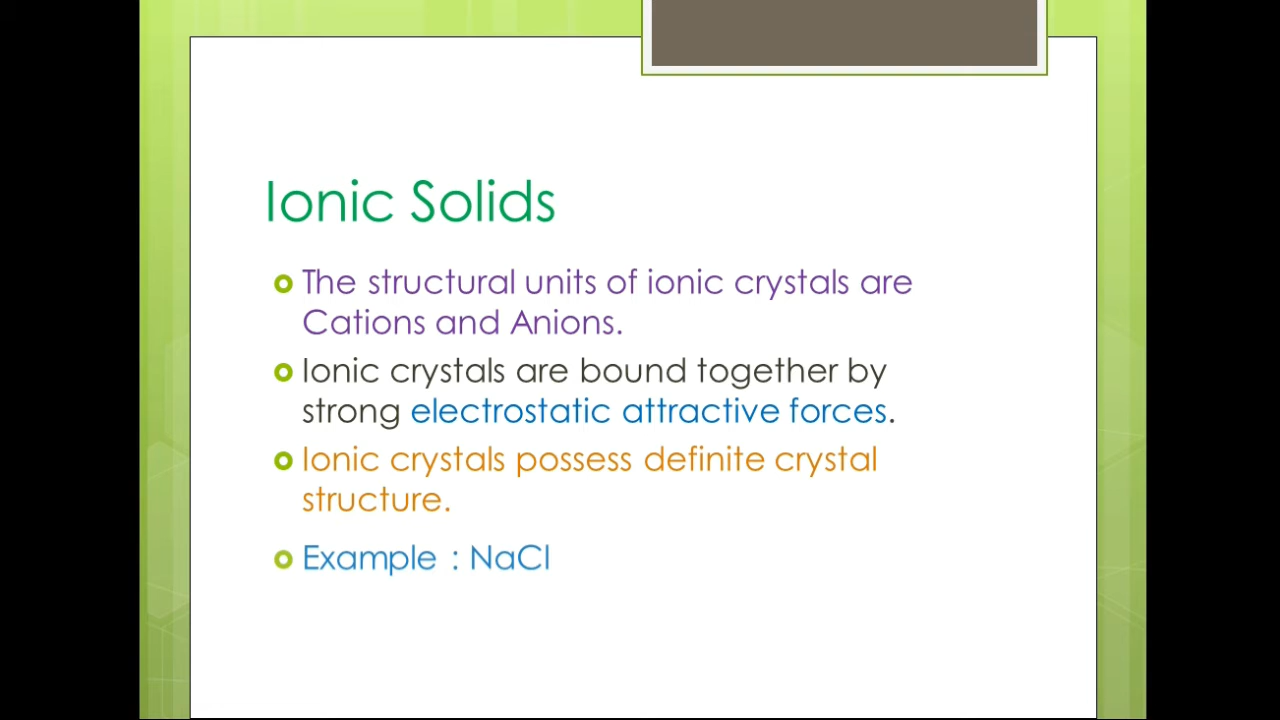 Ionic Solids
The structural units of ionic crystals are
Cations and Anions.
Ionic crystals are bound together by
strong electrostatic attractive forces.
Ionic crystals possess definite crystal
structure.
Example : NaCl